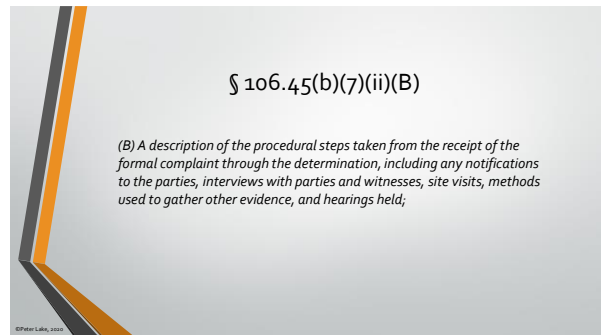 § 106.45(b)(7)(ii)(B)
(B) A description of the procedural steps taken from the receipt of the
formal complaint through the determination, including any notifications
to the parties, interviews with parties and witnesses, site visits, methods
used to gather other evidence, and hearings held;
©Peter Lake, 2020